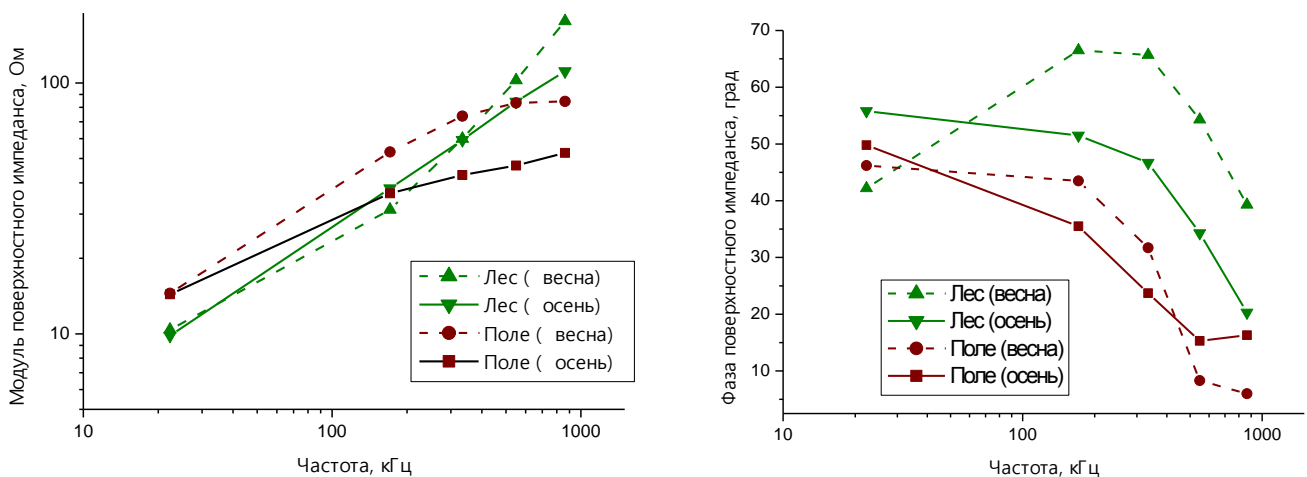 Модуль поверхностного импеданса, Ом
100
10
10
100
1000
Частота, кГц
Лес ( весна)
Лес ( осень)
Поле ( весна)
Поле ( осень)
Фаза поверхностного импеданса, град
70
60
50
40
30
20
10
10
100
1000
Частота, кГц
Лес (весна)
Лес (осень)
Поле (весна)
Поле (осень)